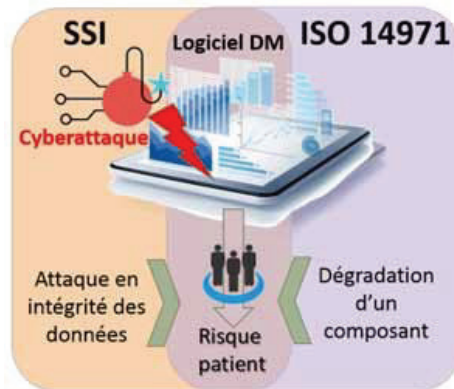 SSI
Logiciel DM
ISO 14971
Cyberattaque
Attaque en
intégrité des
données
Risque
patient
Dégradation
d'un
composant